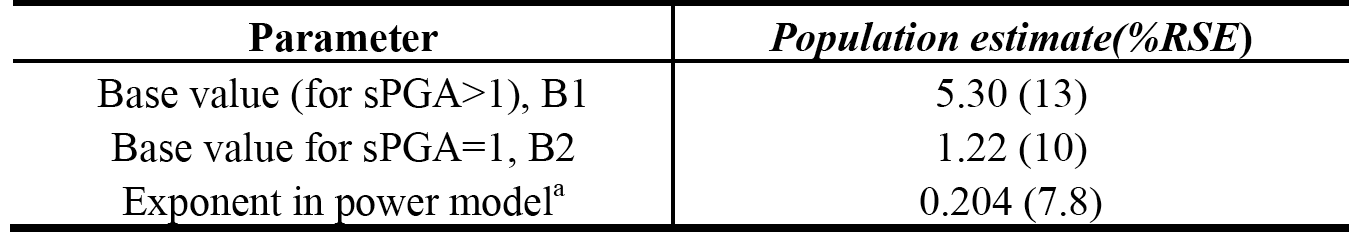 Parameter Population estimate(%RSE)
Base value (for sPGA>1), B1 5.30 (13)
Base value for sPGA=1, B2 1.22 (10)
Exponent in power modelª 0.204 (7.8)